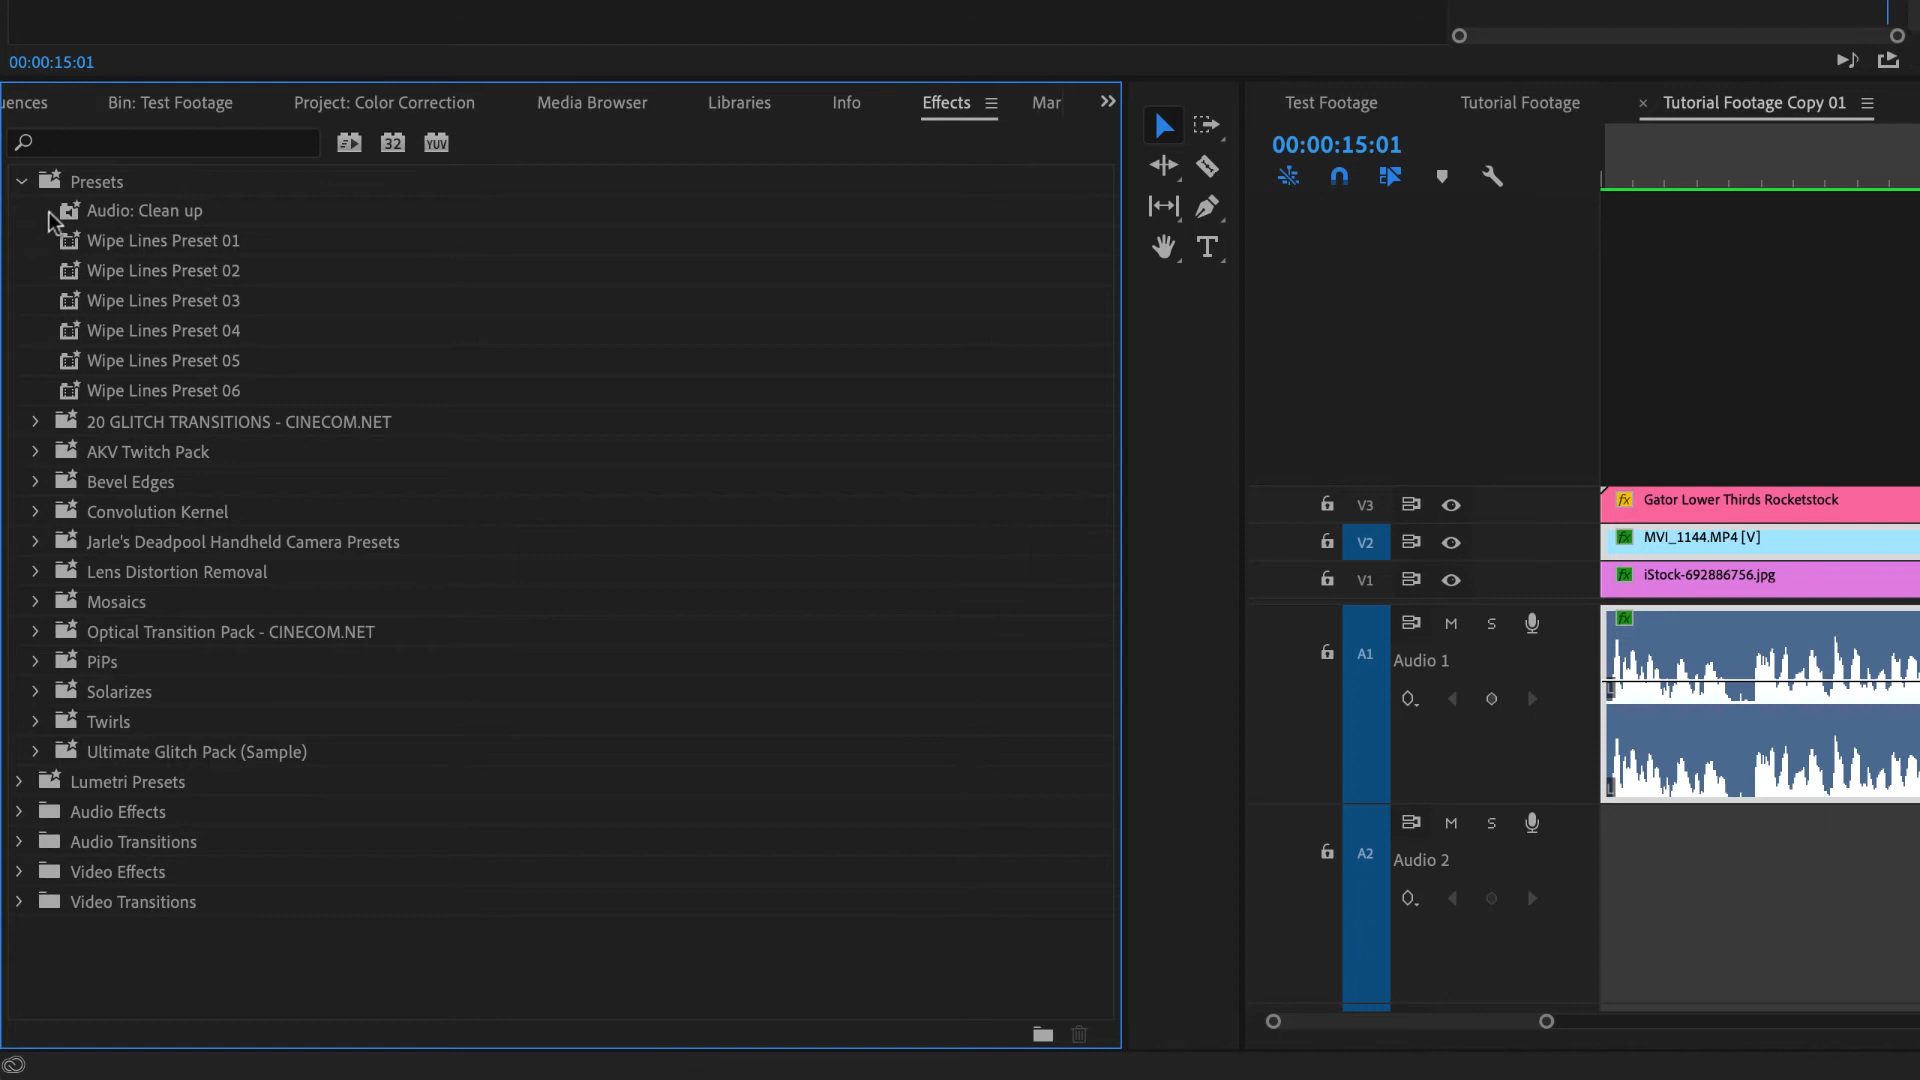 00:00:15:01
uences
Bin: Test Footage
Project: Color Correction
Media Browser
Libraries
Info
Effects
Mar
32
YUV
Presets
Audio: Clean up
Wipe Lines Preset 01
Wipe Lines Preset 02
Wipe Lines Preset 03
Wipe Lines Preset 04
Wipe Lines Preset 05
Wipe Lines Preset 06
20 GLITCH TRANSITIONS - CINECOM.NET
AKV Twitch Pack
Bevel Edges
Convolution Kernel
Jarle's Deadpool Handheld Camera Presets
Lens Distortion Removal
Mosaics
Optical Transition Pack - CINECOM.NET
PiPs
Solarizes
Twirls
Ultimate Glitch Pack (Sample)
Lumetri Presets
Audio Effects
Audio Transitions
Video Effects
Video Transitions
Test Footage
Tutorial Footage
× Tutorial Footage Copy 01
00:00:15:01
V3
fx Gator Lower Thirds Rocketstock
V2
fx MVI_1144.MP4 [V]
V1
fx iStock-692886756.jpg
M S
fx
A1
Audio 1
M S
A2
Audio 2